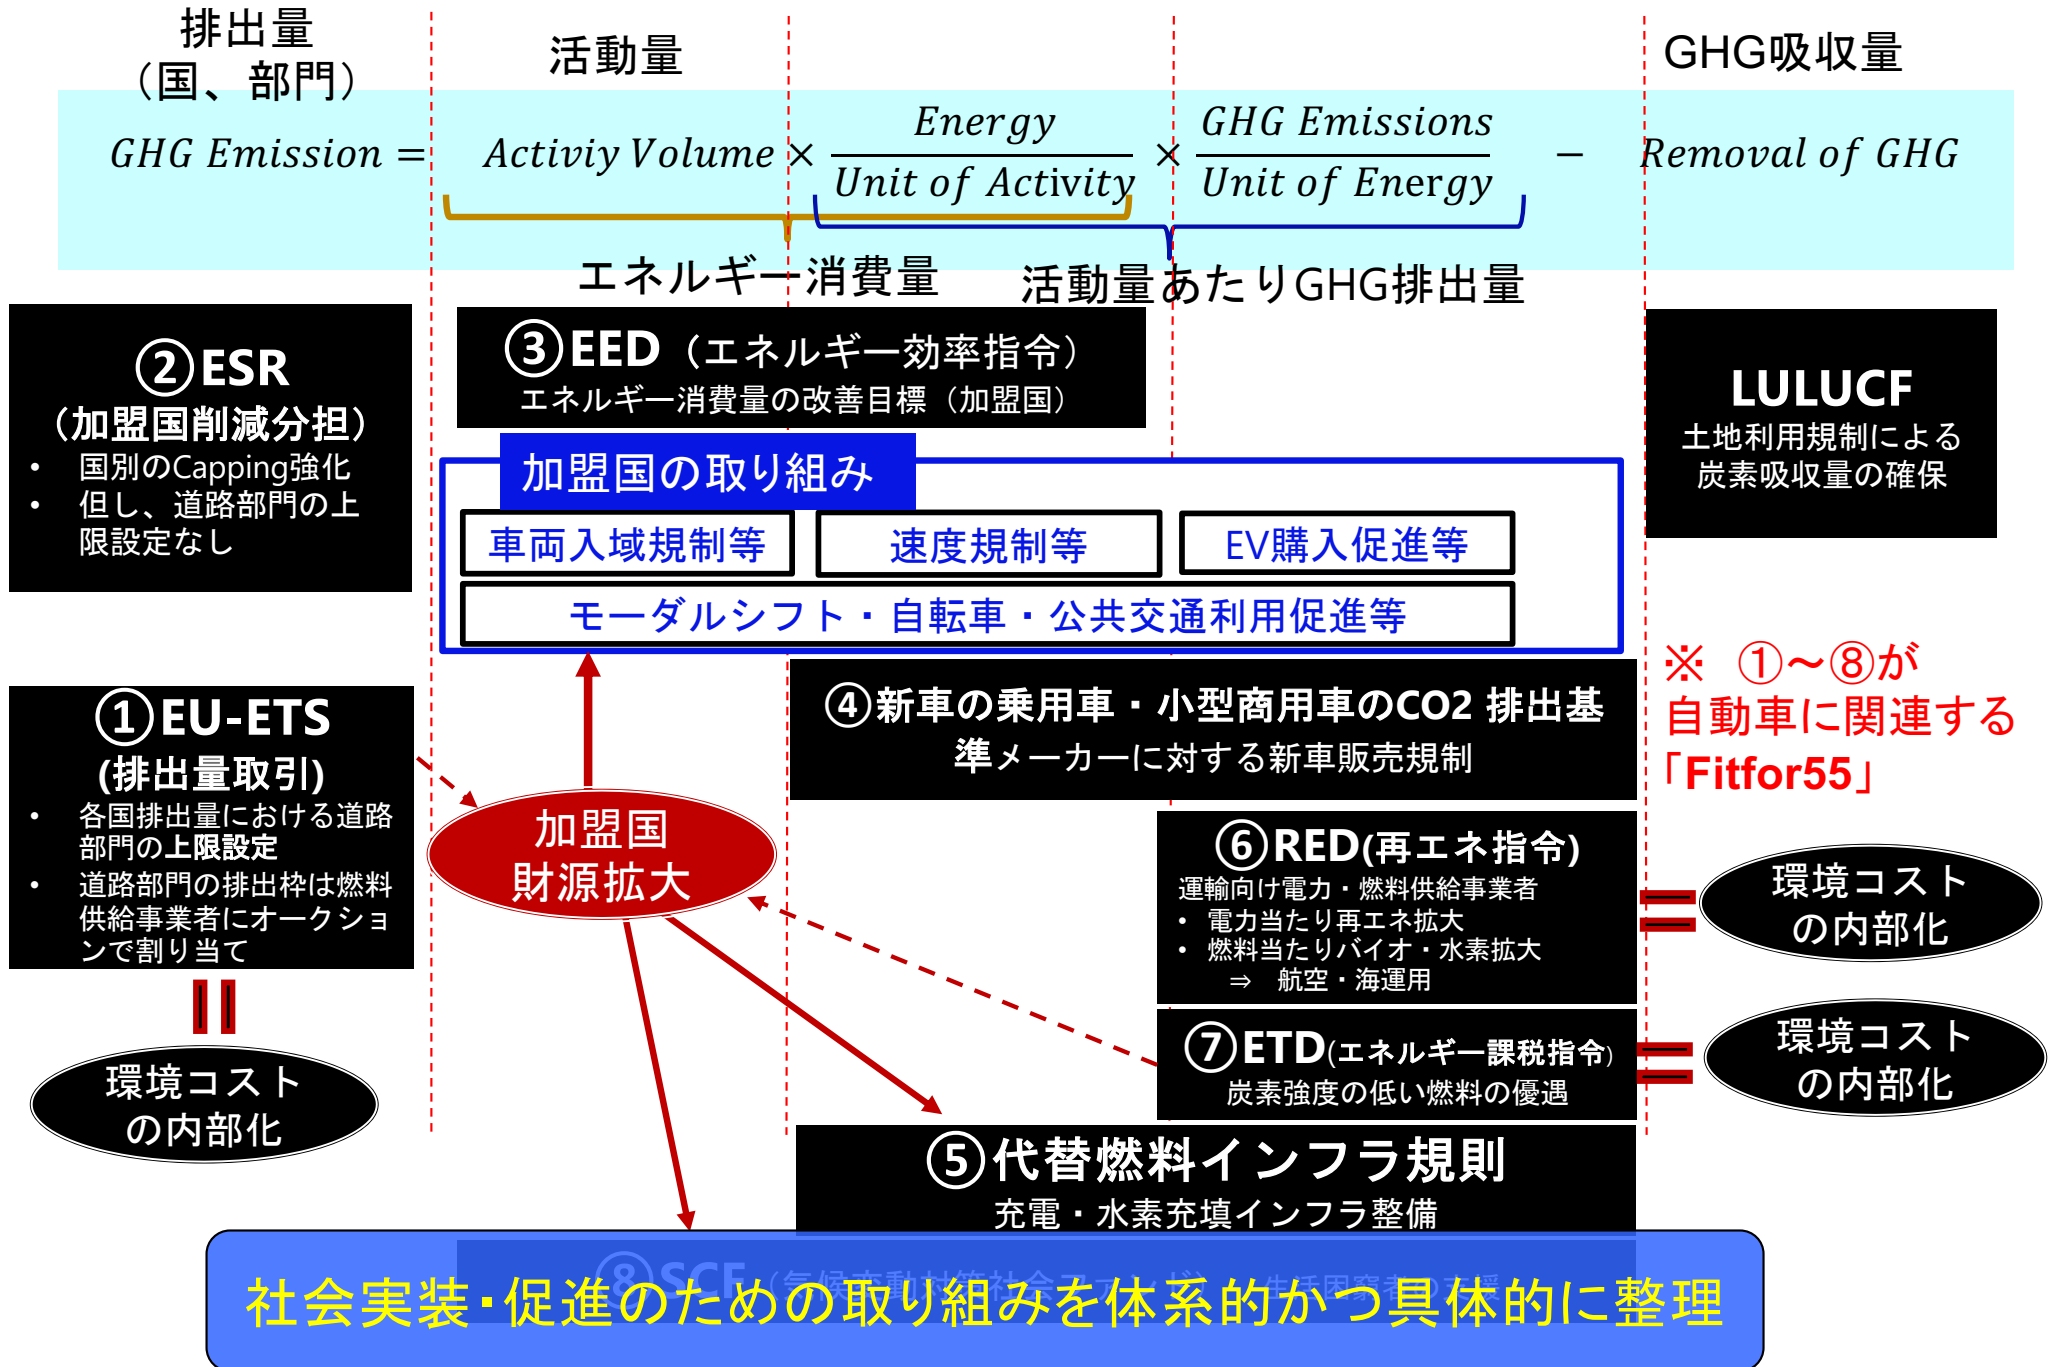 排出量
（国、部門）
活動量
GHG吸収量
GHG Emission = Activiy Volume × Energy / Unit of Activity × GHG Emissions / Unit of Energy − Removal of GHG
エネルギー消費量
活動量あたりGHG排出量
②ESR
（加盟国削減分担）
• 国別のCapping強化
• 但し、道路部門の上
限設定なし
③EED（エネルギー効率指令）
エネルギー消費量の改善目標（加盟国）
LULUCF
土地利用規制による
炭素吸収量の確保
加盟国の取り組み
車両入域規制等
速度規制等
EV購入促進等
モーダルシフト・自転車・公共交通利用促進等
①EU-ETS
(排出量取引)
• 各国排出量における道路
部門の上限設定
• 道路部門の排出枠は燃料
供給事業者にオークショ
ンで割り当て
④新車の乗用車・小型商用車のCO2 排出基
準メーカーに対する新車販売規制
※ ①～⑧が
自動車に関連する
「Fitfor55」
加盟国
財源拡大
⑥RED(再エネ指令)
運輸向け電力・燃料供給事業者
• 電力当たり再エネ拡大
• 燃料当たりバイオ・水素拡大
⇒ 航空・海運用
環境コスト
の内部化
⑦ETD(エネルギー課税指令)
炭素強度の低い燃料の優遇
環境コスト
の内部化
環境コスト
の内部化
⑤代替燃料インフラ規則
充電・水素充填インフラ整備
⑧SCF（気候変動対策社会ファンド） 生活困窮者の支援
社会実装・促進のための取り組みを体系的かつ具体的に整理